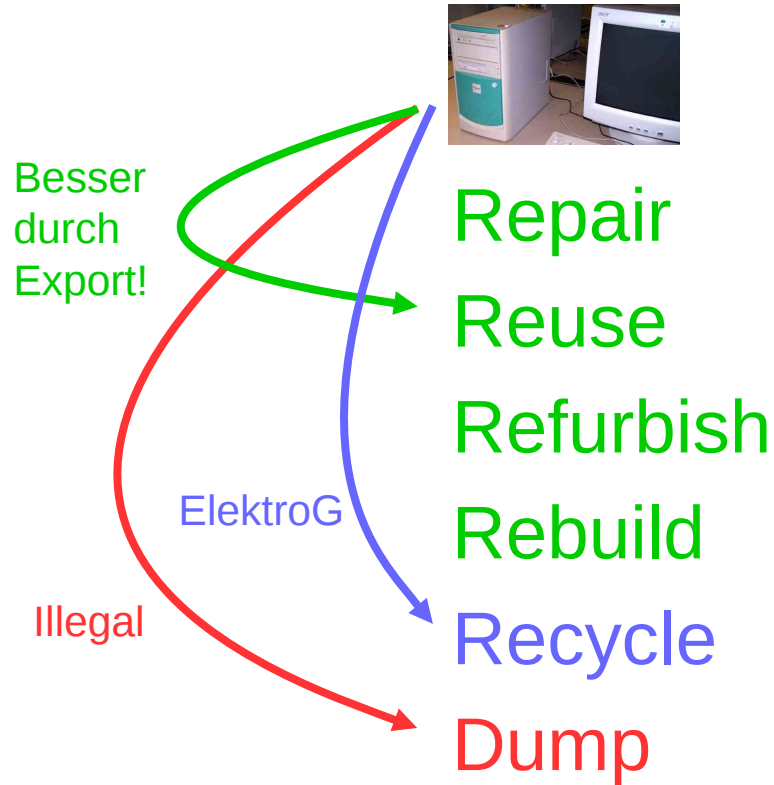 Besser
durch
Export!
Repair
Reuse
Refurbish
ElektroG
Rebuild
Illegal
Recycle
Dump